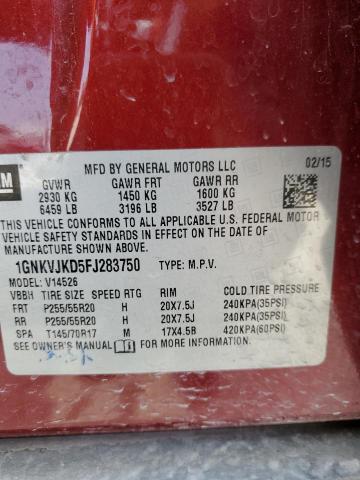 GM
MFD BY GENERAL MOTORS LLC 02/15
GVWR GAWR FRT GAWR RR
2930 KG 1450 KG 1600 KG
6459 LB 3196 LB 3527 LB
THIS VEHICLE CONFORMS TO ALL APPLICABLE U.S. FEDERAL MOTOR
VEHICLE SAFETY STANDARDS IN EFFECT ON THE DATE OF
MANUFACTURE SHOWN ABOVE.
1GNKVJKD5FJ283750 TYPE: M.P.V.
MODEL: V14526
VBBH TIRE SIZE SPEED RTG RIM COLD TIRE PRESSURE
FRT P255/55R20 H 20X7.5J 240KPA(35PSI)
RR P255/55R20 H 20X7.5J 240KPA(35PSI)
SPA T145/70R17 M 17X4.5B 420KPA(60PSI)
SEE OWNER'S MANUAL FOR MORE INFORMATION.